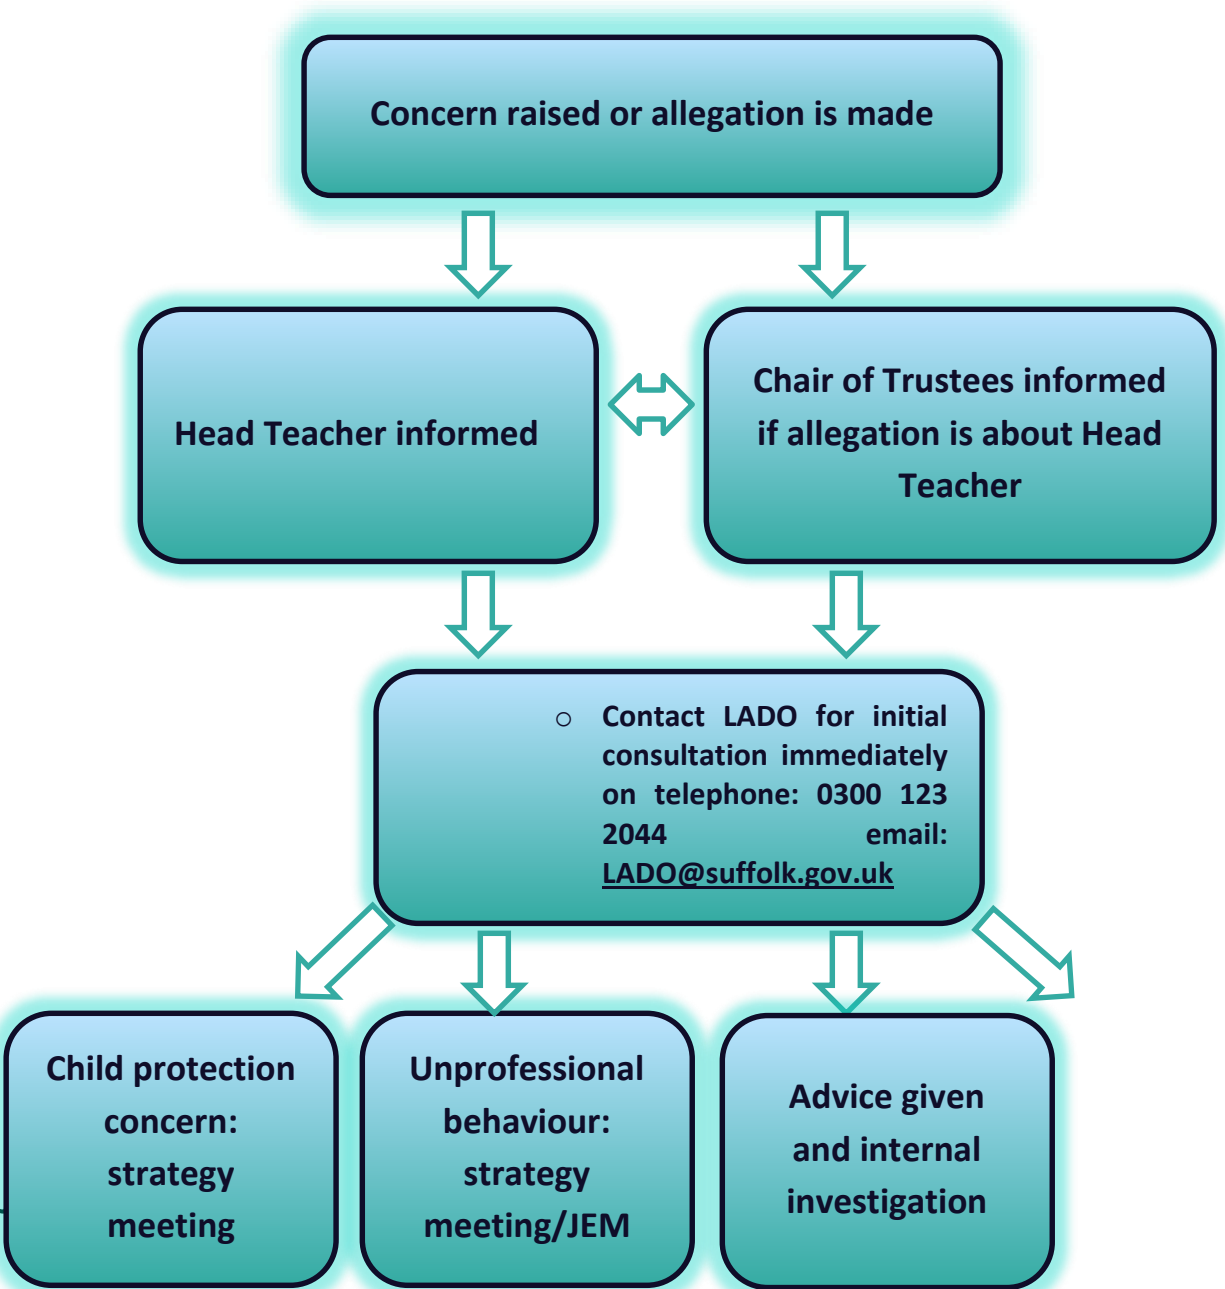 Concern raised or allegation is made
Head Teacher informed
Chair of Trustees informed
if allegation is about Head
Teacher
o Contact LADO for initial
consultation immediately
on telephone: 0300 123
2044 email:
LADO@suffolk.gov.uk
Child protection
concern:
strategy
meeting
Unprofessional
behaviour:
strategy
meeting/JEM
Advice given
and internal
investigation